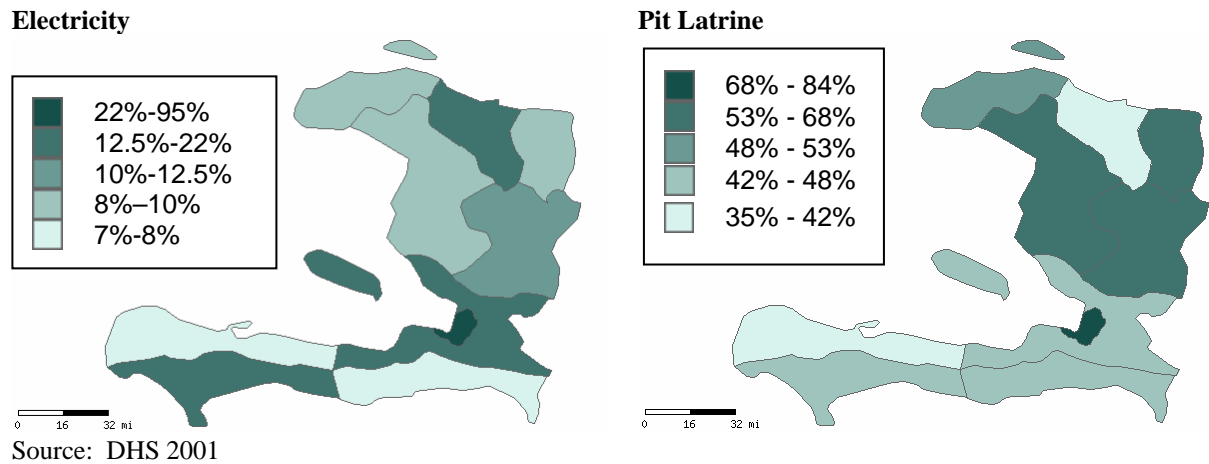 Electricity
22%-95%
12.5%-22%
10%-12.5%
8%–10%
7%-8%
0 16 32 mi
Pit Latrine
68% - 84%
53% - 68%
48% - 53%
42% - 48%
35% - 42%
0 16 32 mi
Source: DHS 2001